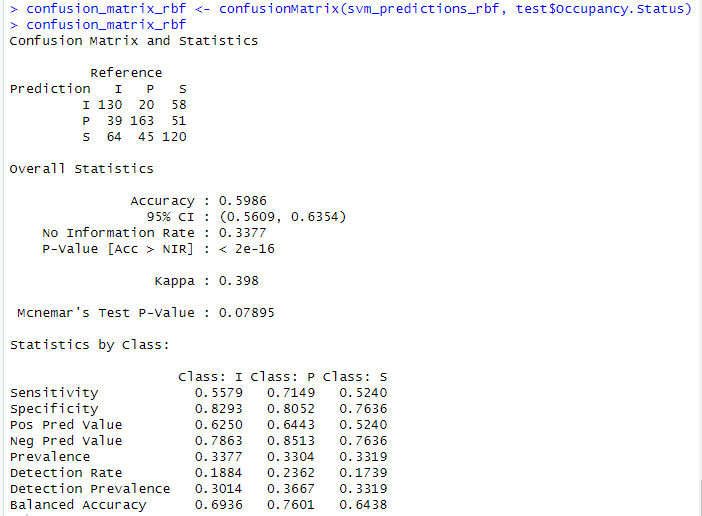 > confusion_matrix_rbf <- confusionMatrix(svm_predictions_rbf, test$Occupancy.Status)
> confusion_matrix_rbf
Confusion Matrix and Statistics
Reference
Prediction I P S
I 130 20 58
P 39 163 51
S 64 45 120
Overall Statistics
Accuracy : 0.5986
95% CI : (0.5609, 0.6354)
No Information Rate : 0.3377
P-Value [Acc > NIR] : < 2e-16
Kappa : 0.398
Mcnemar's Test P-Value : 0.07895
Statistics by Class:
Class: I Class: P Class: S
Sensitivity 0.5579 0.7149 0.5240
Specificity 0.8293 0.8052 0.7636
Pos Pred Value 0.6250 0.6443 0.5240
Neg Pred Value 0.7863 0.8513 0.7636
Prevalence 0.3377 0.3304 0.3319
Detection Rate 0.1884 0.2362 0.1739
Detection Prevalence 0.3014 0.3667 0.3319
Balanced Accuracy 0.6936 0.7601 0.6438